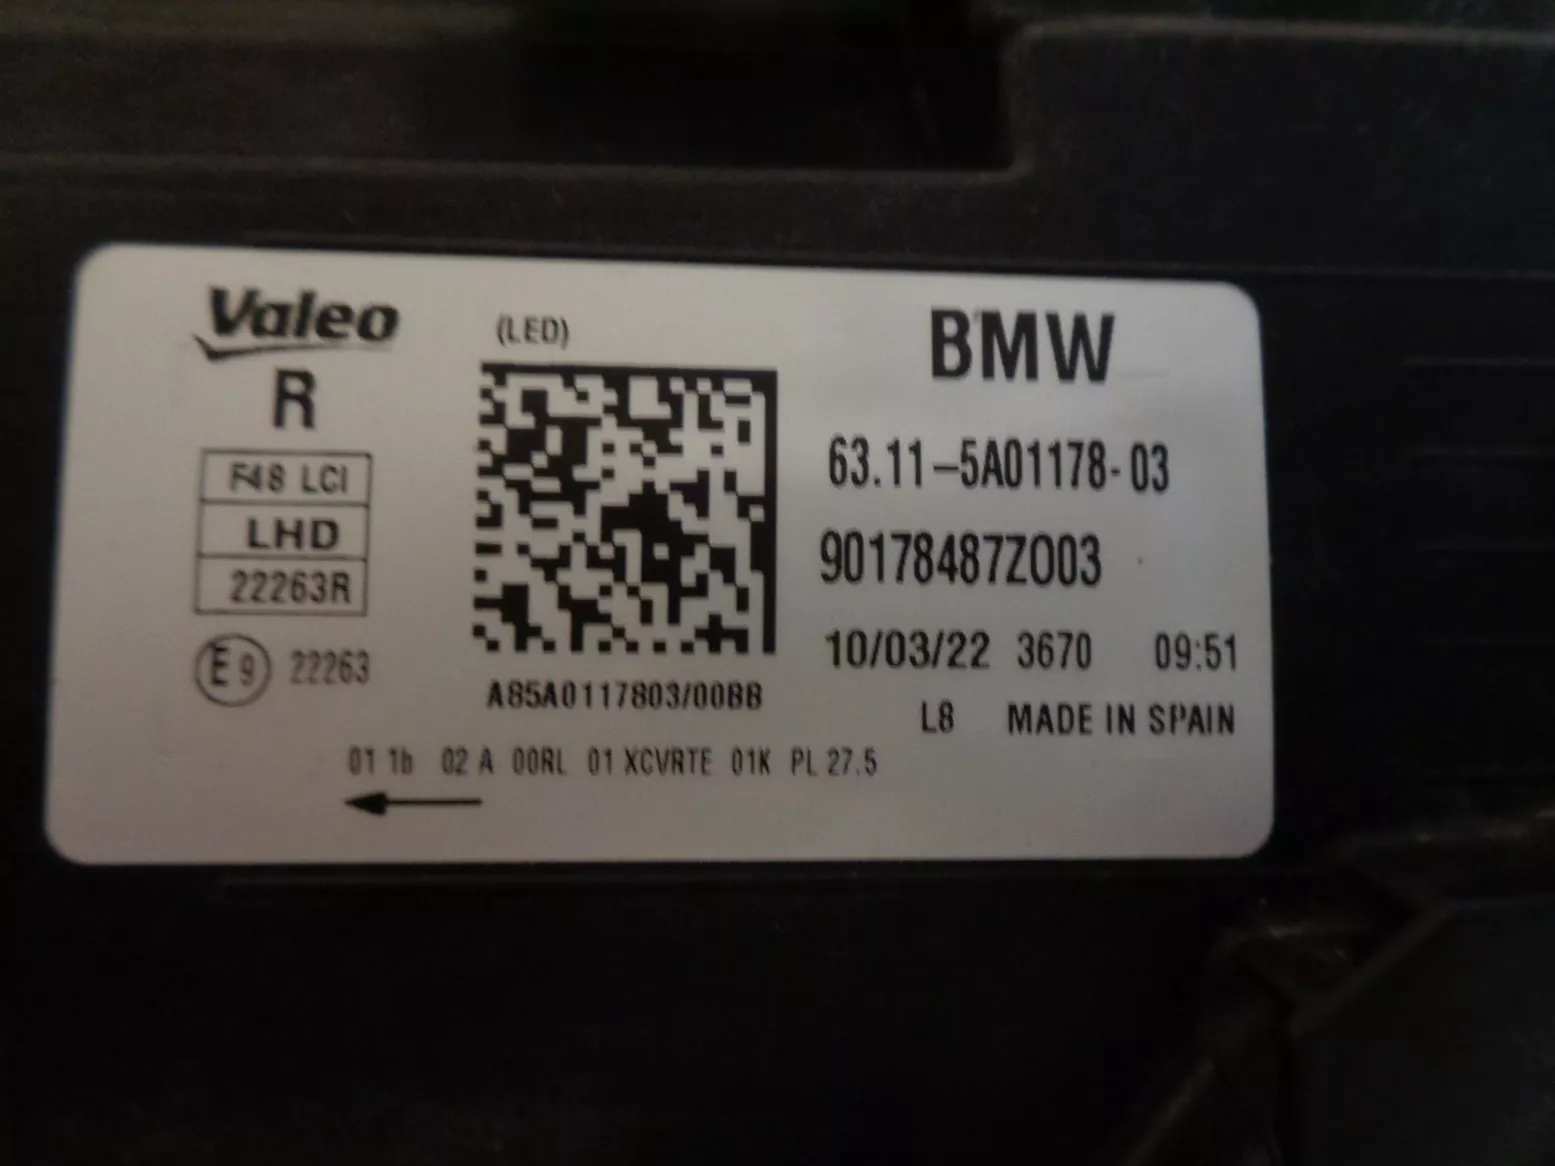 Valeo
R
F48 LCI
LHD
22263R
E9 22263
(LED)
A85A0117803/00BB
BMW
63.11-5A01178-03
90178487Z003
10/03/22 3670 09:51
L8 MADE IN SPAIN
01 1b 02 A 00RL 01 XCVRTE 01K PL 27.5